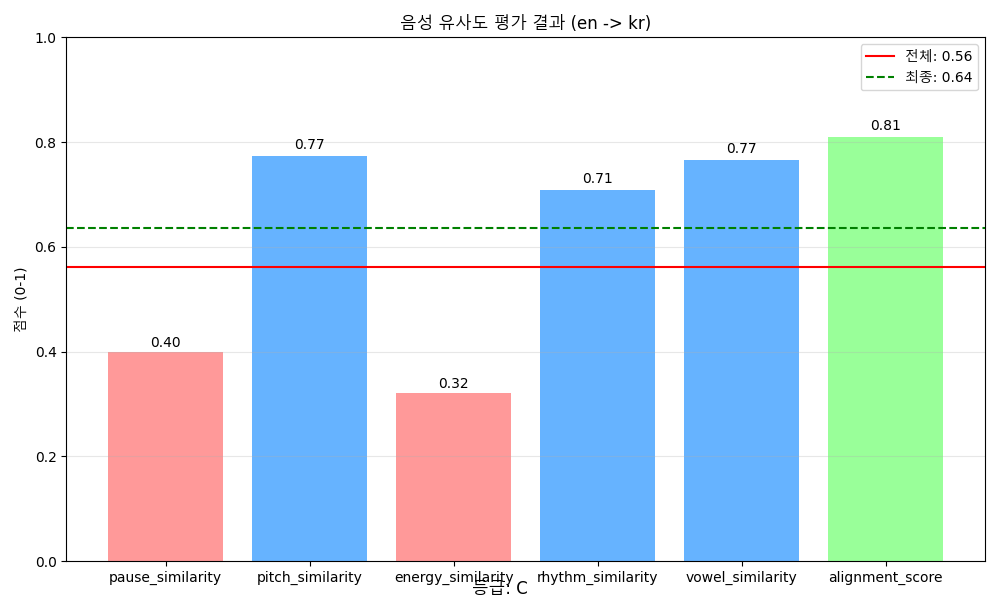 음성 유사도 평가 결과 (en -> kr)
전체: 0.56
최종: 0.64
점수 (0-1)
1.0
0.8
0.6
0.4
0.2
0.0
0.40
0.77
0.32
0.71
0.77
0.81
pause_similarity
pitch_similarity
energy_similarity
rhythm_similarity
vowel_similarity
alignment_score
등급: C